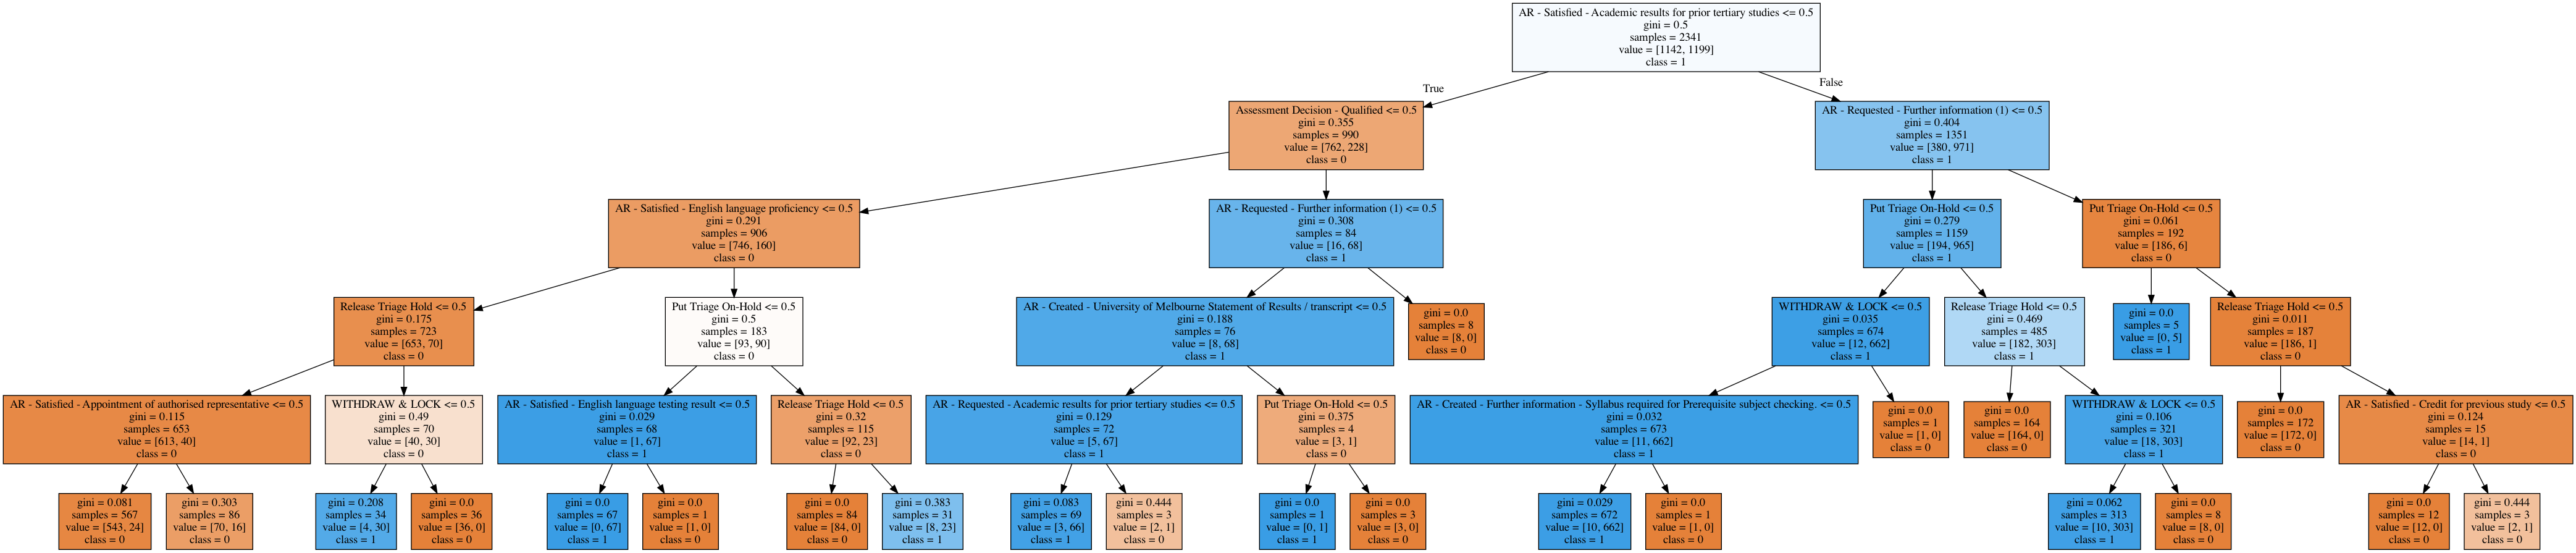 AR - Satisfied - Academic results for prior tertiary studies <= 0.5
gini = 0.5
samples = 2341
value = [1142, 1199]
class = 1
True
False
Assessment Decision - Qualified <= 0.5
gini = 0.355
samples = 990
value = [762, 228]
class = 0
AR - Requested - Further information (1) <= 0.5
gini = 0.404
samples = 1351
value = [380, 971]
class = 1
AR - Satisfied - English language proficiency <= 0.5
gini = 0.291
samples = 906
value = [746, 160]
class = 0
AR - Requested - Further information (1) <= 0.5
gini = 0.308
samples = 84
value = [16, 68]
class = 1
Put Triage On-Hold <= 0.5
gini = 0.279
samples = 1159
value = [194, 965]
class = 1
Put Triage On-Hold <= 0.5
gini = 0.061
samples = 192
value = [186, 6]
class = 0
Release Triage Hold <= 0.5
gini = 0.175
samples = 723
value = [653, 70]
class = 0
Put Triage On-Hold <= 0.5
gini = 0.5
samples = 183
value = [93, 90]
class = 0
AR - Created - University of Melbourne Statement of Results / transcript <= 0.5
gini = 0.188
samples = 76
value = [8, 68]
class = 1
gini = 0.0
samples = 8
value = [8, 0]
class = 0
WITHDRAW & LOCK <= 0.5
gini = 0.035
samples = 674
value = [12, 662]
class = 1
Release Triage Hold <= 0.5
gini = 0.469
samples = 485
value = [182, 303]
class = 1
gini = 0.0
samples = 5
value = [0, 5]
class = 1
Release Triage Hold <= 0.5
gini = 0.011
samples = 187
value = [186, 1]
class = 0
AR - Satisfied - Appointment of authorised representative <= 0.5
gini = 0.115
samples = 653
value = [613, 40]
class = 0
WITHDRAW & LOCK <= 0.5
gini = 0.49
samples = 70
value = [40, 30]
class = 0
AR - Satisfied - English language testing result <= 0.5
gini = 0.029
samples = 68
value = [1, 67]
class = 1
Release Triage Hold <= 0.5
gini = 0.32
samples = 115
value = [92, 23]
class = 0
AR - Requested - Academic results for prior tertiary studies <= 0.5
gini = 0.129
samples = 72
value = [5, 67]
class = 1
Put Triage On-Hold <= 0.5
gini = 0.375
samples = 4
value = [3, 1]
class = 0
AR - Created - Further information - Syllabus required for Prerequisite subject checking. <= 0.5
gini = 0.032
samples = 673
value = [11, 662]
class = 1
gini = 0.0
samples = 1
value = [1, 0]
class = 0
gini = 0.0
samples = 164
value = [164, 0]
class = 0
WITHDRAW & LOCK <= 0.5
gini = 0.106
samples = 321
value = [18, 303]
class = 1
gini = 0.0
samples = 172
value = [172, 0]
class = 0
AR - Satisfied - Credit for previous study <= 0.5
gini = 0.124
samples = 15
value = [14, 1]
class = 0
gini = 0.081
samples = 567
value = [543, 24]
class = 0
gini = 0.303
samples = 86
value = [70, 16]
class = 0
gini = 0.208
samples = 34
value = [4, 30]
class = 1
gini = 0.0
samples = 36
value = [36, 0]
class = 0
gini = 0.0
samples = 67
value = [0, 67]
class = 1
gini = 0.0
samples = 1
value = [1, 0]
class = 0
gini = 0.0
samples = 84
value = [84, 0]
class = 0
gini = 0.383
samples = 31
value = [8, 23]
class = 1
gini = 0.083
samples = 69
value = [3, 66]
class = 1
gini = 0.444
samples = 3
value = [2, 1]
class = 0
gini = 0.0
samples = 1
value = [0, 1]
class = 1
gini = 0.0
samples = 3
value = [3, 0]
class = 0
gini = 0.029
samples = 672
value = [10, 662]
class = 1
gini = 0.0
samples = 1
value = [1, 0]
class = 0
gini = 0.062
samples = 313
value = [10, 303]
class = 1
gini = 0.0
samples = 8
value = [8, 0]
class = 0
gini = 0.0
samples = 12
value = [12, 0]
class = 0
gini = 0.444
samples = 3
value = [2, 1]
class = 0